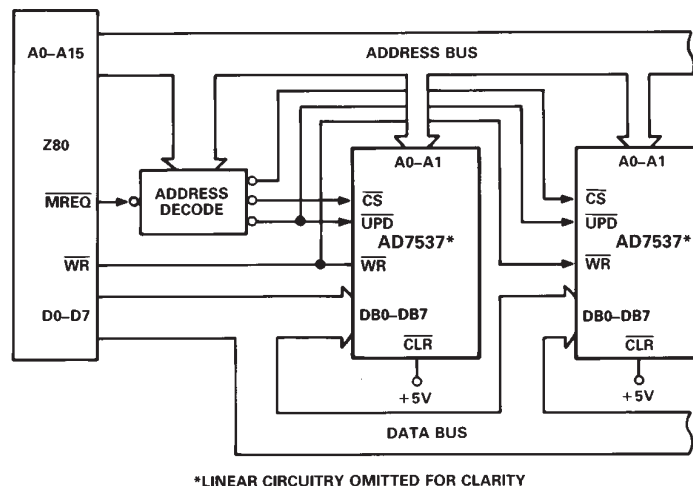 A0–A15
ADDRESS BUS
Z80
A0–A1
A0–A1
MREQ
ADDRESS
DECODE
CS
CS
UPD
UPD
AD7537*
AD7537*
WR
WR
WR
D0–D7
DB0–DB7
DB0–DB7
CLR
CLR
+5V
+5V
DATA BUS
*LINEAR CIRCUITRY OMITTED FOR CLARITY